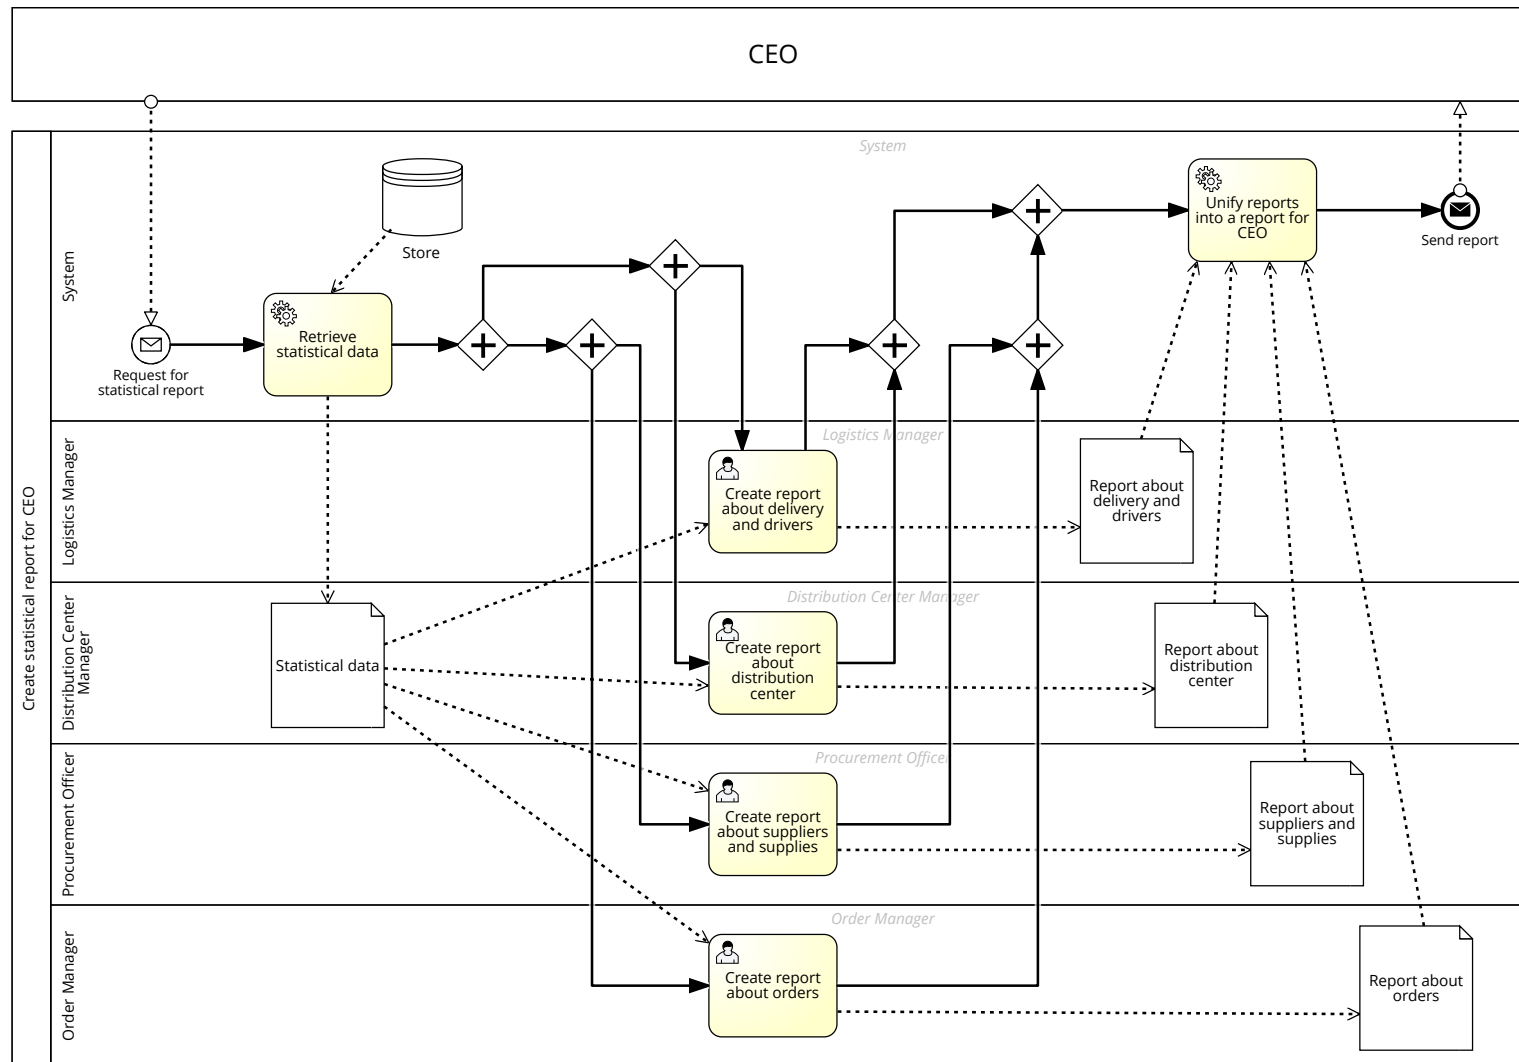 CEO
Create statistical report for CEO
System
System
Store
Retrieve
statistical data
Request for
statistical report
Unify reports
into a report for
CEO
Send report
Logistics Manager
Logistics Manager
Create report
about delivery
and drivers
Report about
delivery and
drivers
Distribution Center
Manager
Distribution Center Manager
Statistical data
Create report
about
distribution
center
Report about
distribution
center
Procurement Officer
Procurement Officer
Create report
about suppliers
and supplies
Report about
suppliers and
supplies
Order Manager
Order Manager
Create report
about orders
Report about
orders